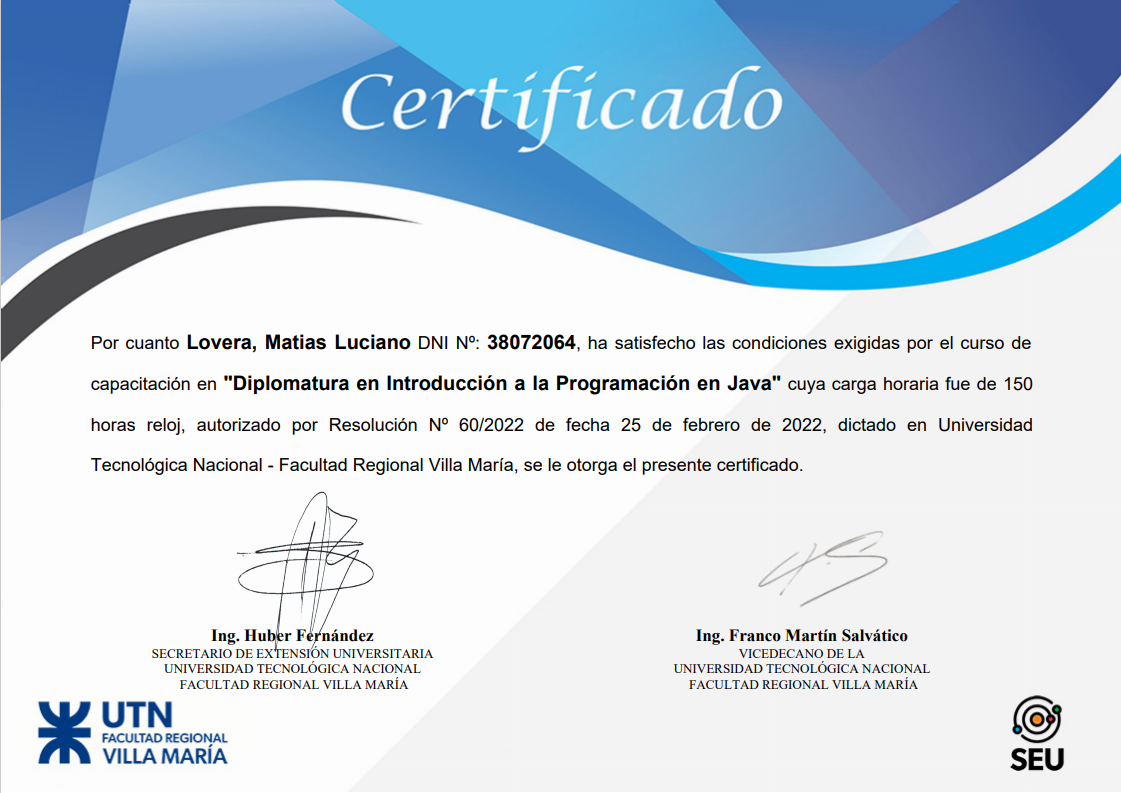 Certificado
Por cuanto Lovera, Matias Luciano DNI Nº: 38072064, ha satisfecho las condiciones exigidas por el curso de
capacitación en "Diplomatura en Introducción a la Programación en Java" cuya carga horaria fue de 150
horas reloj, autorizado por Resolución Nº 60/2022 de fecha 25 de febrero de 2022, dictado en Universidad
Tecnológica Nacional - Facultad Regional Villa María, se le otorga el presente certificado.
Ing. Huber Fernández
SECRETARIO DE EXTENSIÓN UNIVERSITARIA
UNIVERSIDAD TECNOLÓGICA NACIONAL
FACULTAD REGIONAL VILLA MARÍA
Ing. Franco Martín Salvático
VICEDECANO DE LA
UNIVERSIDAD TECNOLÓGICA NACIONAL
FACULTAD REGIONAL VILLA MARÍA
UTN
FACULTAD REGIONAL
VILLA MARÍA
SEU